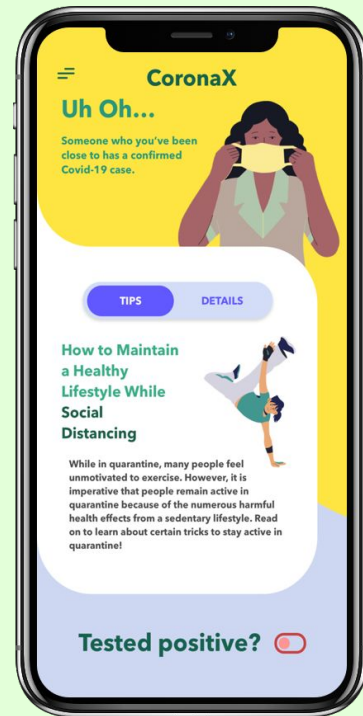 CoronaX
Uh Oh...
Someone who you've been
close to has a confirmed
Covid-19 case.
TIPS
DETAILS
How to Maintain
a Healthy
Lifestyle While
Social
Distancing
While in quarantine, many people feel
unmotivated to exercise. However, it is
imperative that people remain active in
quarantine because of the numerous harmful
health effects from a sedentary lifestyle. Read
on to learn about certain tricks to stay active in
quarantine!
Tested positive?